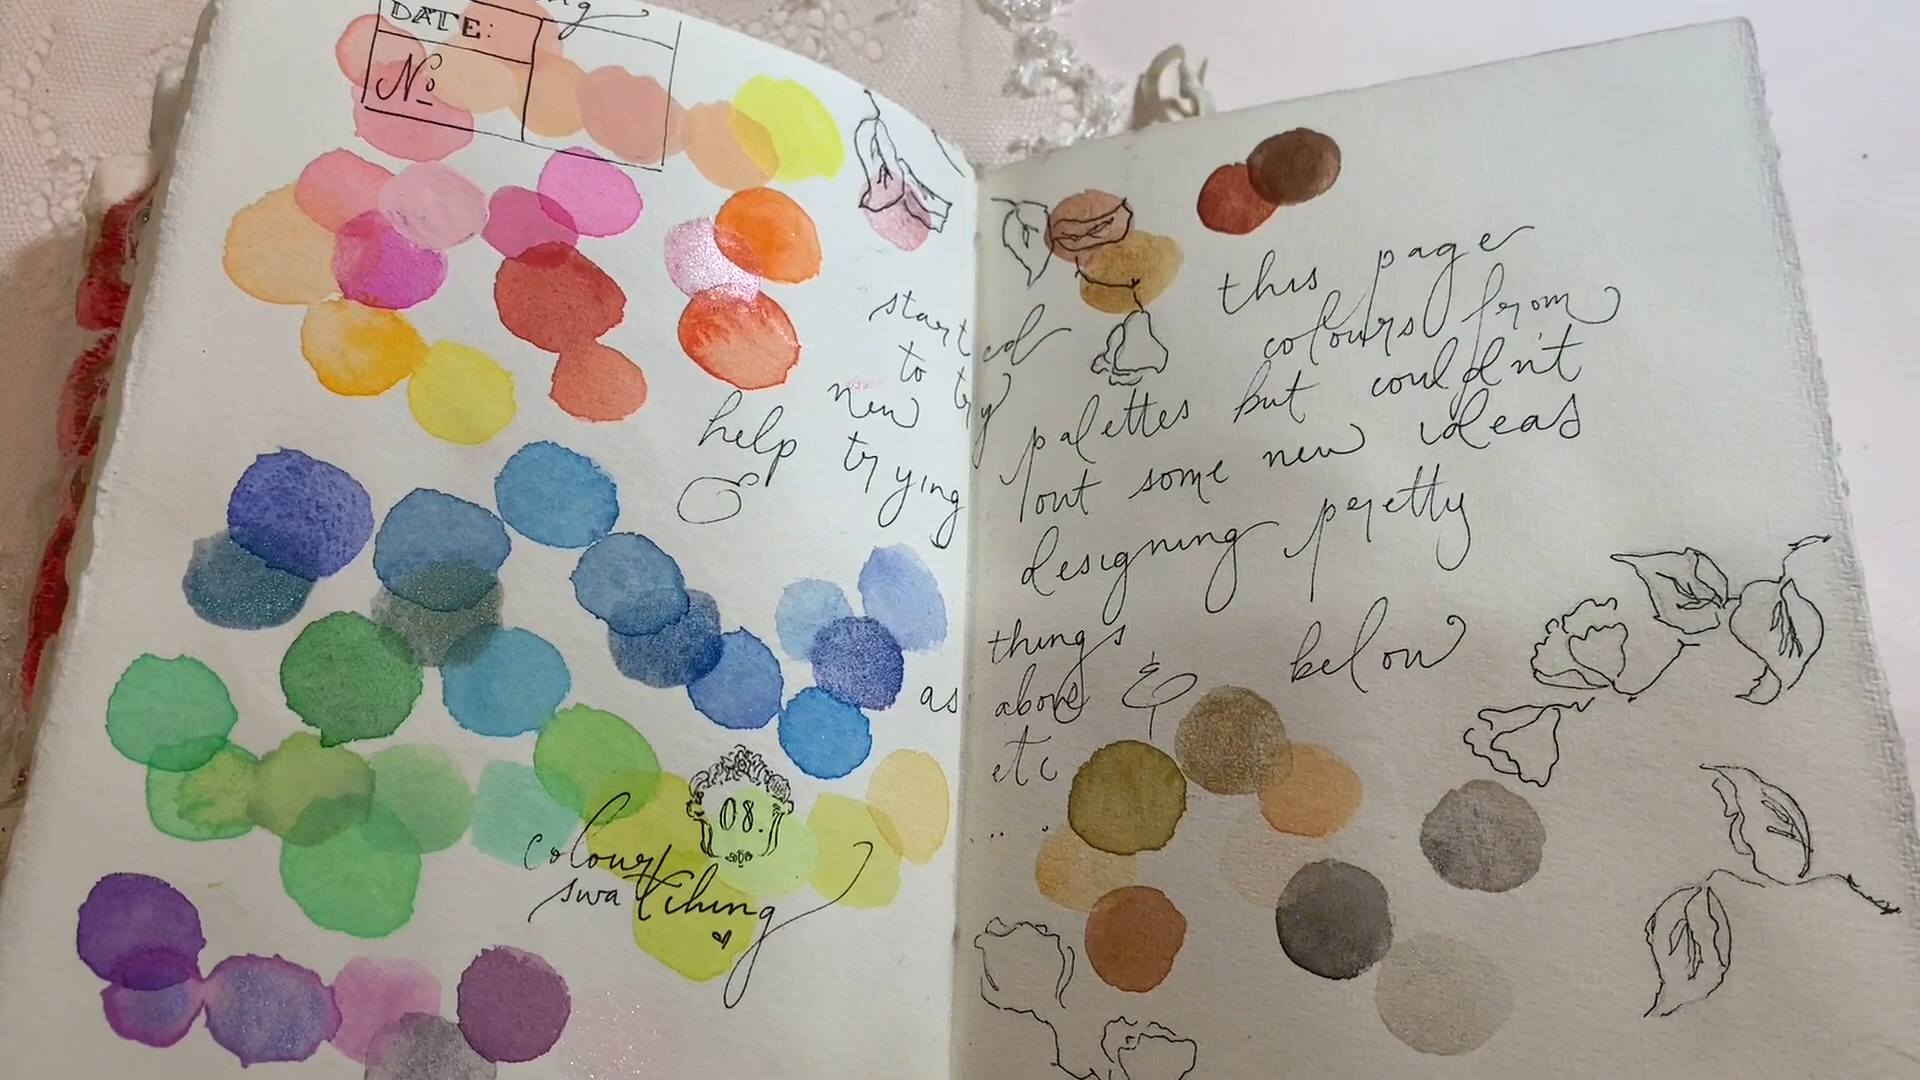 DATE:
No
started this page
to try colours from
new palettes but couldn't
help trying out some new ideas
& designing pretty
things
as above & below
etc
...
08.
colour
swatching